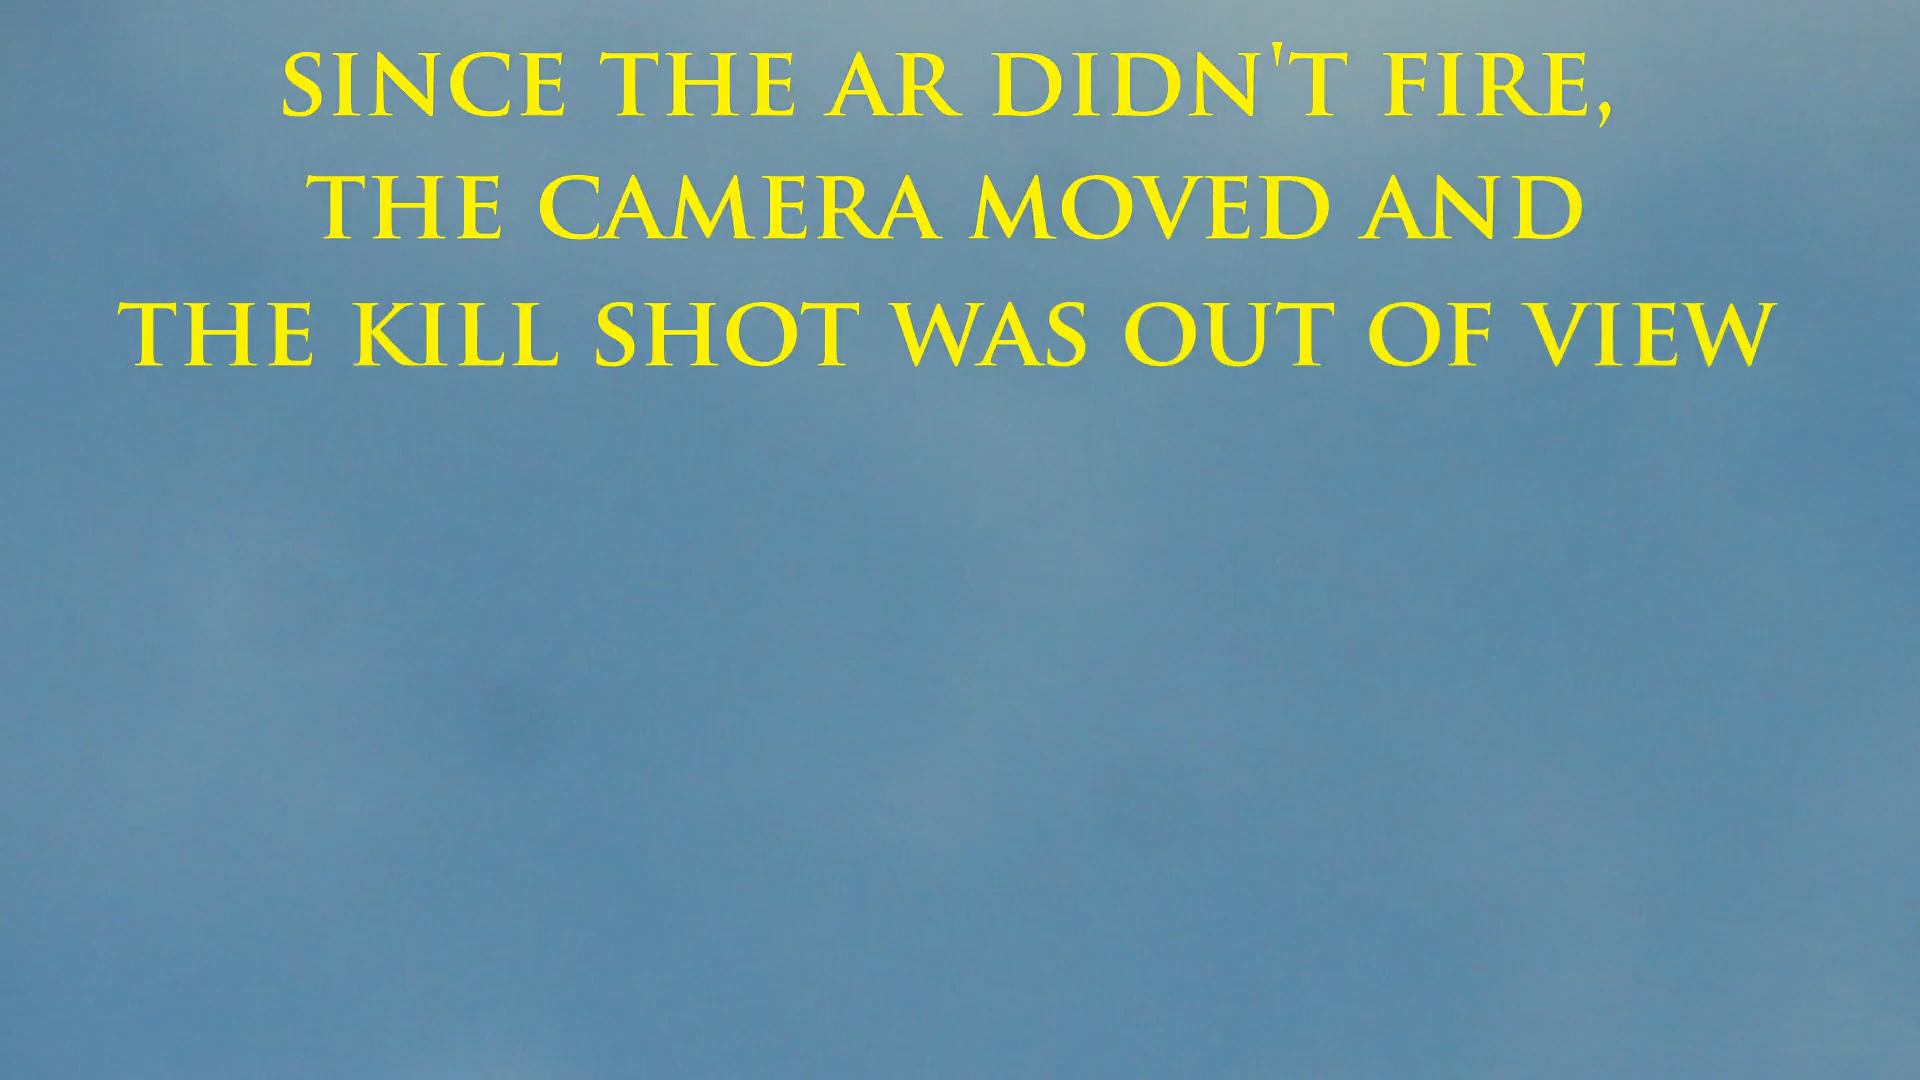 SINCE THE AR DIDN'T FIRE,
THE CAMERA MOVED AND
THE KILL SHOT WAS OUT OF VIEW